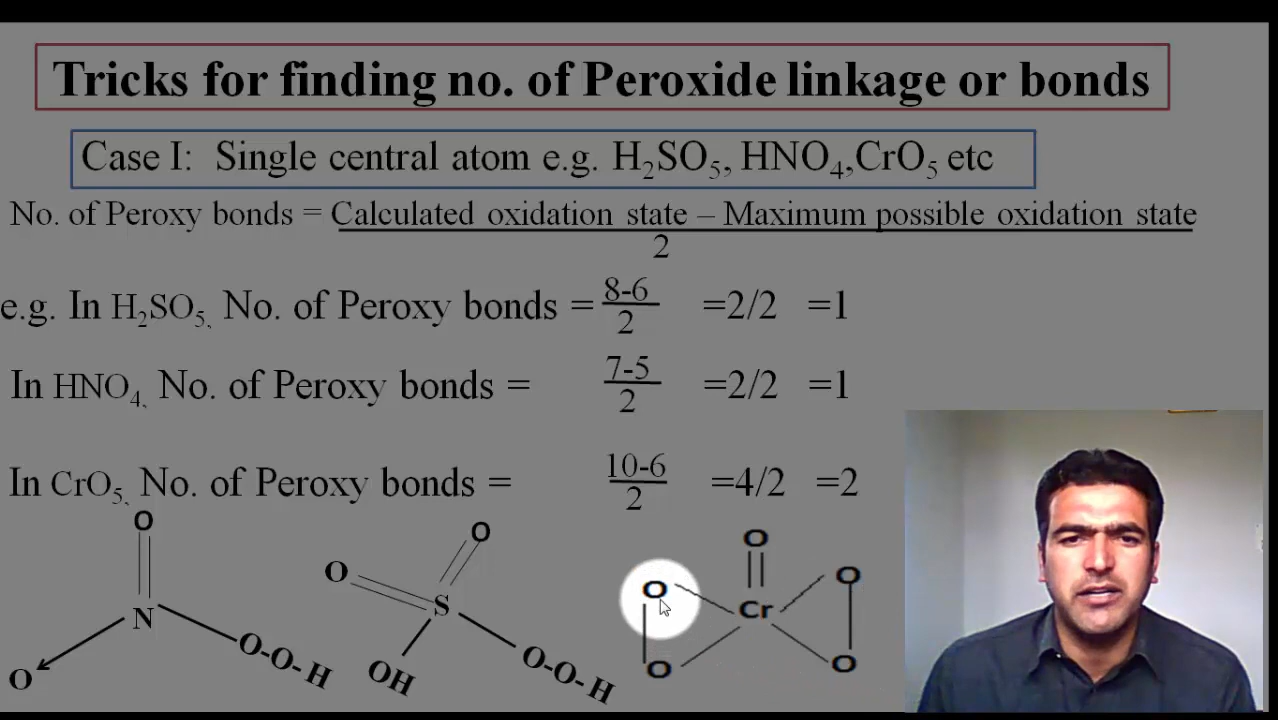 Tricks for finding no. of Peroxide linkage or bonds
Case I: Single central atom e.g. H₂SO₅, HNO₄,CrO₅ etc
No. of Peroxy bonds = Calculated oxidation state – Maximum possible oxidation state
2
e.g. In H₂SO₅, No. of Peroxy bonds = 8-6 =2/2 =1
2
In HNO₄, No. of Peroxy bonds = 7-5 =2/2 =1
2
In CrO₅, No. of Peroxy bonds = 10-6 =4/2 =2
2
O
N
O
O-O-H
O
O
S
OH
O-O-H
O
O
Cr
O
O
O